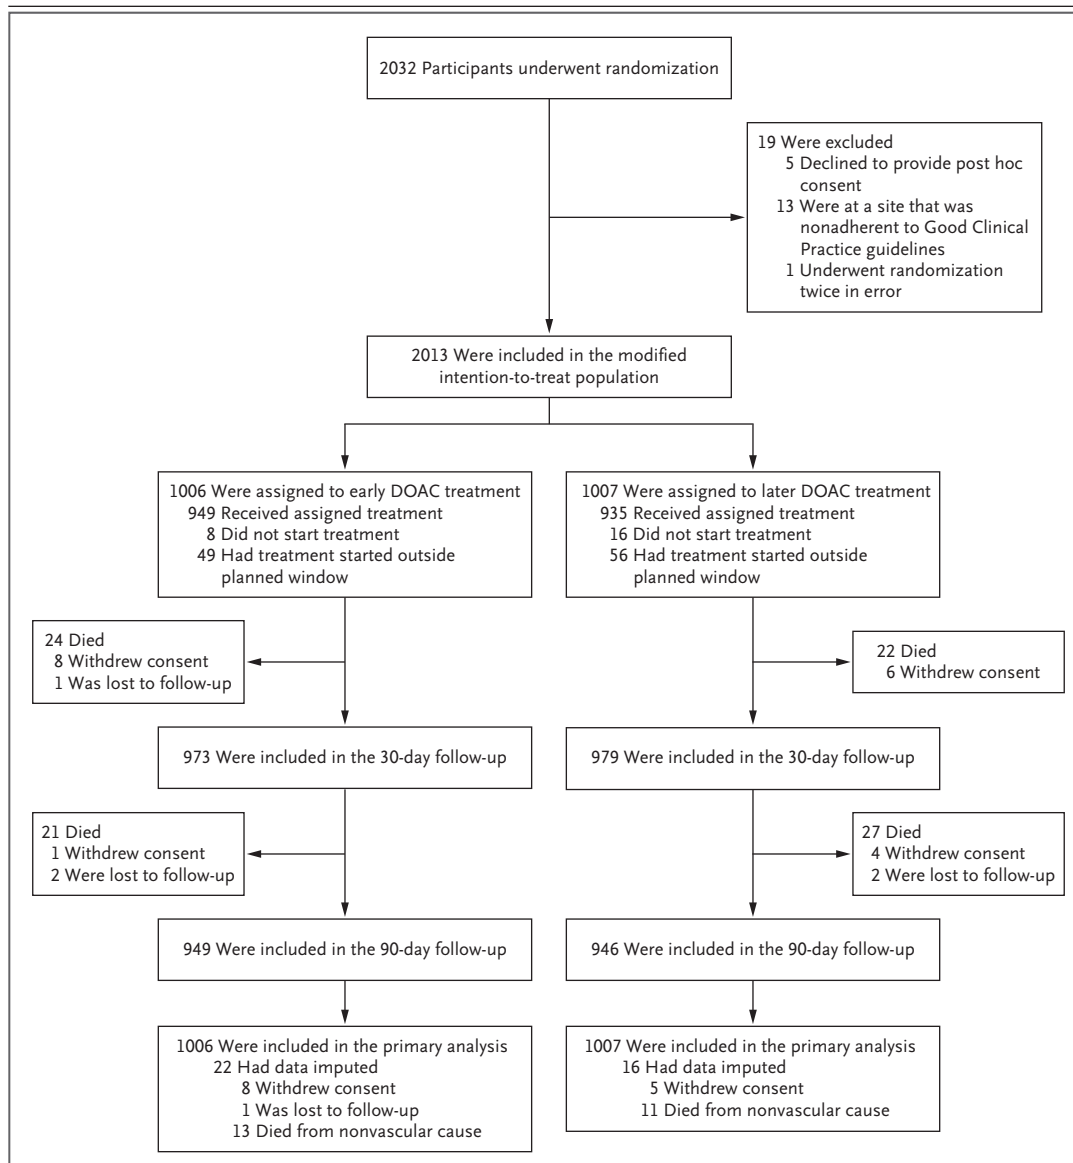 2032 Participants underwent randomization
19 Were excluded
5 Declined to provide post hoc
consent
13 Were at a site that was
nonadherent to Good Clinical
Practice guidelines
1 Underwent randomization
twice in error
2013 Were included in the modified
intention-to-treat population
1006 Were assigned to early DOAC treatment
949 Received assigned treatment
8 Did not start treatment
49 Had treatment started outside
planned window
1007 Were assigned to later DOAC treatment
935 Received assigned treatment
16 Did not start treatment
56 Had treatment started outside
planned window
24 Died
8 Withdrew consent
1 Was lost to follow-up
22 Died
6 Withdrew consent
973 Were included in the 30-day follow-up
979 Were included in the 30-day follow-up
21 Died
1 Withdrew consent
2 Were lost to follow-up
27 Died
4 Withdrew consent
2 Were lost to follow-up
949 Were included in the 90-day follow-up
946 Were included in the 90-day follow-up
1006 Were included in the primary analysis
22 Had data imputed
8 Withdrew consent
1 Was lost to follow-up
13 Died from nonvascular cause
1007 Were included in the primary analysis
16 Had data imputed
5 Withdrew consent
11 Died from nonvascular cause